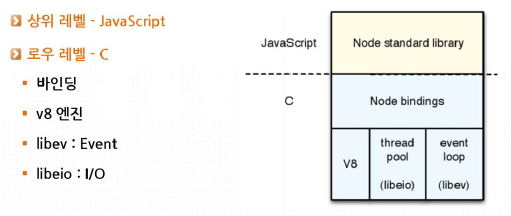 상위 레벨 - JavaScript
로우 레벨 - C
바인딩
v8 엔진
libev : Event
libeio : I/O
JavaScript
Node standard library
C
Node bindings
V8
thread
pool
(libeio)
event
loop
(libev)